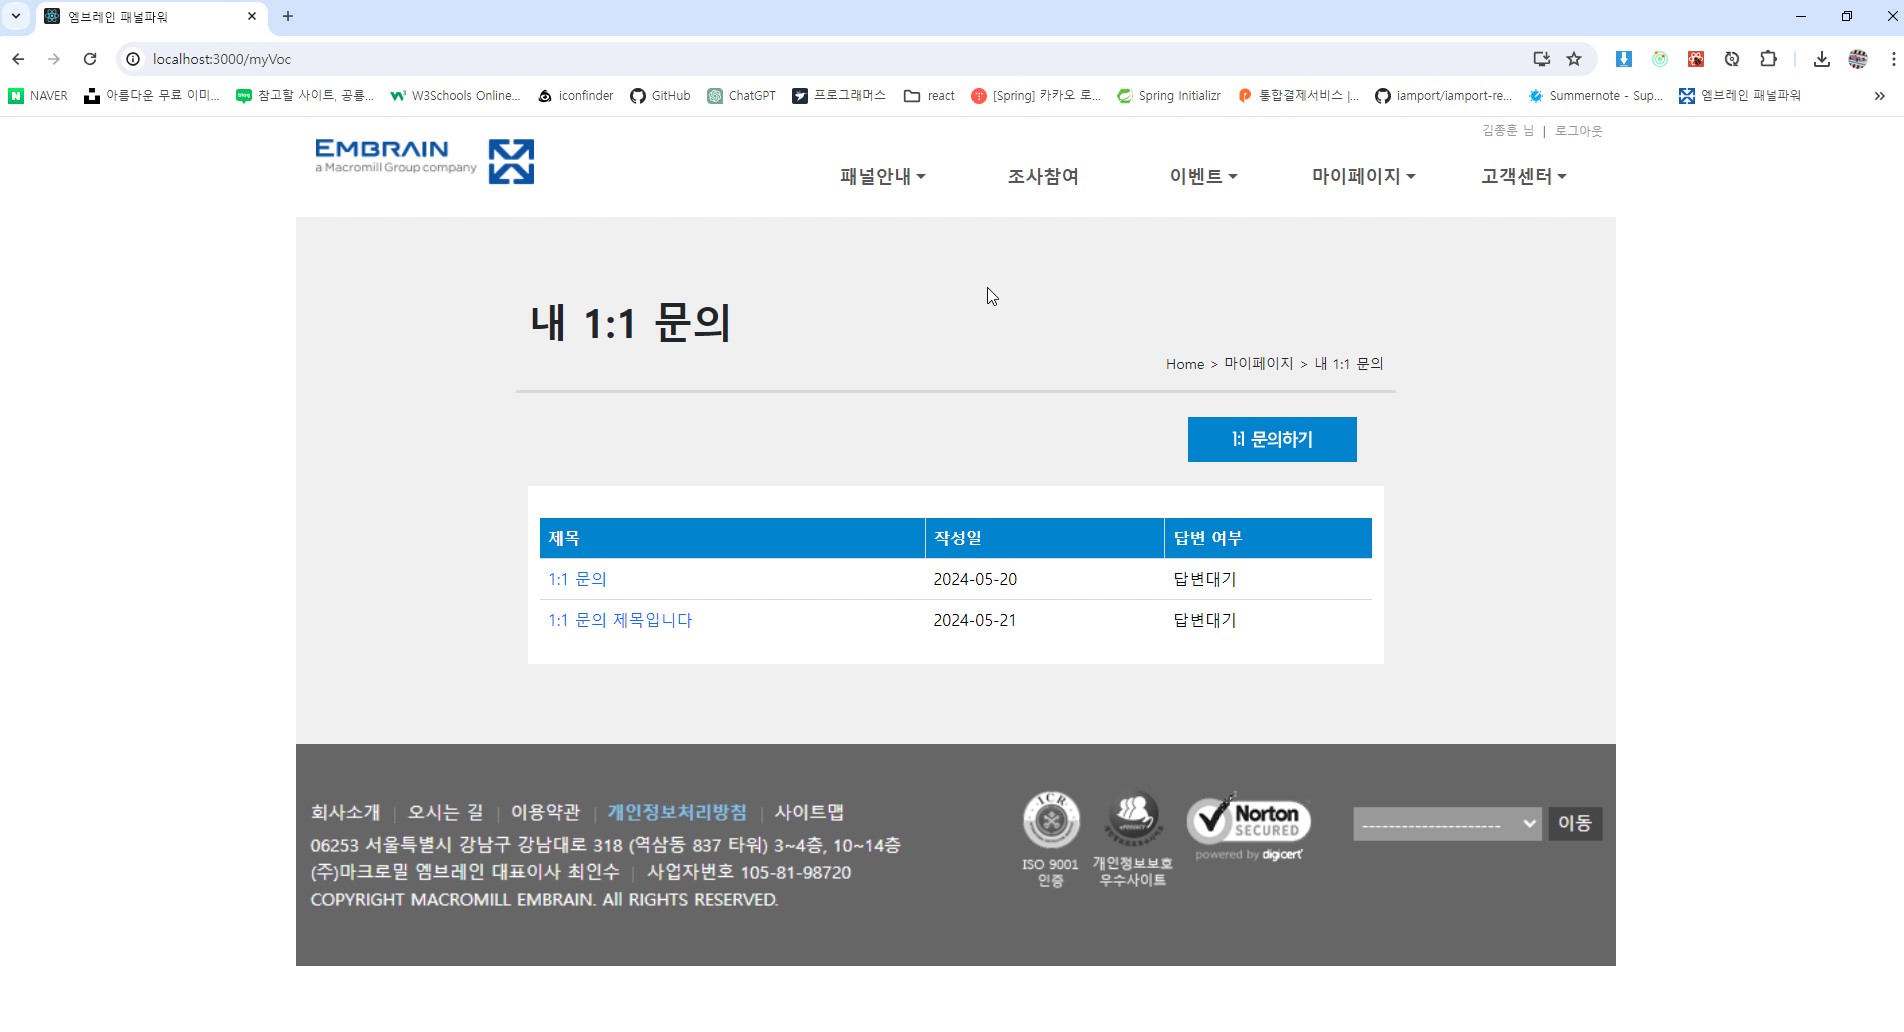 엠브레인 패널파워
localhost:3000/myVoc
NAVER 아름다운 무료 이미... 참고할 사이트, 공룡... W3Schools Online... iconfinder GitHub ChatGPT 프로그래머스 react [Spring] 카카오 로... Spring Initializr 통합결제서비스 |... iamport/iamport-re... Summernote - Sup... 엠브레인 패널파워
김종훈 님 | 로그아웃
EMBRAIN
a Macromill Group company
패널안내 조사참여 이벤트 마이페이지 고객센터
내 1:1 문의
Home > 마이페이지 > 내 1:1 문의
1:1 문의하기
제목 작성일 답변 여부
1:1 문의 2024-05-20 답변대기
1:1 문의 제목입니다 2024-05-21 답변대기
회사소개 | 오시는 길 | 이용약관 | 개인정보처리방침 | 사이트맵
06253 서울특별시 강남구 강남대로 318 (역삼동 837 타워) 3~4층, 10~14층
(주)마크로밀 엠브레인 대표이사 최인수 | 사업자번호 105-81-98720
COPYRIGHT MACROMILL EMBRAIN. All RIGHTS RESERVED.
ICR
ISO 9001
인증
ePRIVACY
개인정보보호
우수사이트
Norton
SECURED
powered by digicert
--------------------- 이동